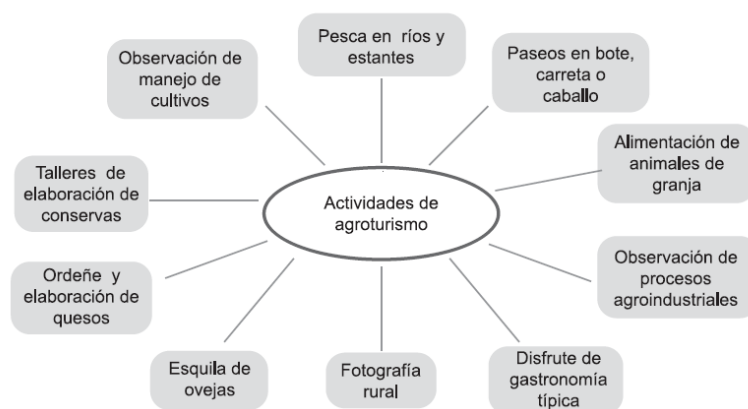 Pesca en ríos y
estantes
Paseos en bote,
carreta o
caballo
Alimentación de
animales de
granja
Observación de
procesos
agroindustriales
Disfrute de
gastronomía
típica
Fotografía
rural
Esquila de
ovejas
Ordeñe y
elaboración de
quesos
Talleres de
elaboración de
conservas
Observación de
manejo de
cultivos
Actividades de
agroturismo